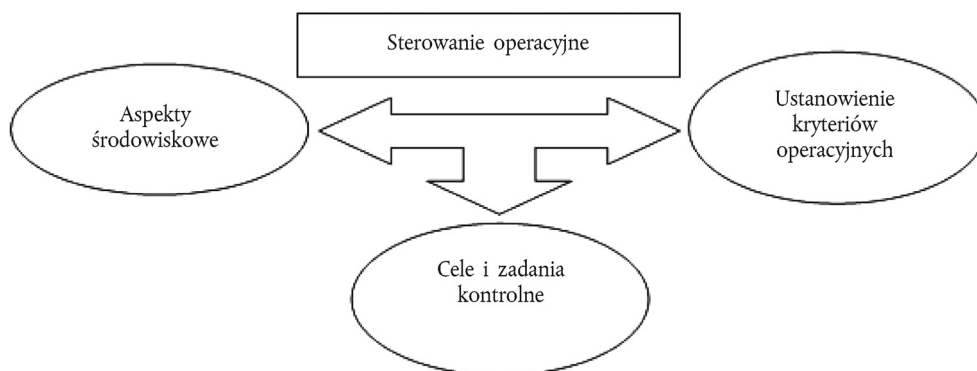 Sterowanie operacyjne
Aspekty
środowiskowe
Ustanowienie
kryteriów
operacyjnych
Cele i zadania
kontrolne